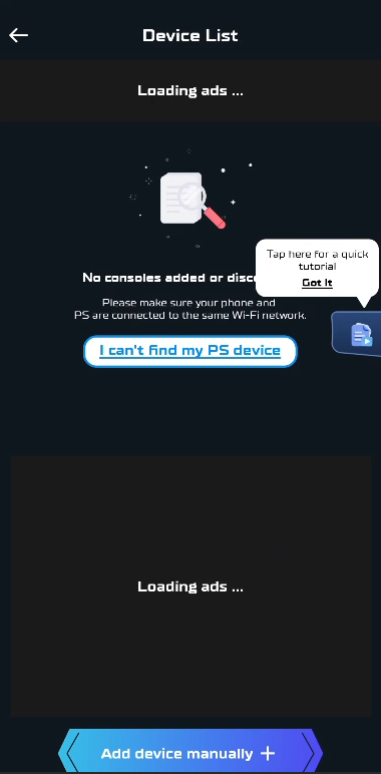 Device List
Loading ads ...
Tap here for a quick
tutorial
Got It
No consoles added or
Please make sure your phone and
PS are connected to the same Wi-Fi network.
I can't find my PS device
Loading ads ...
Add device manually +